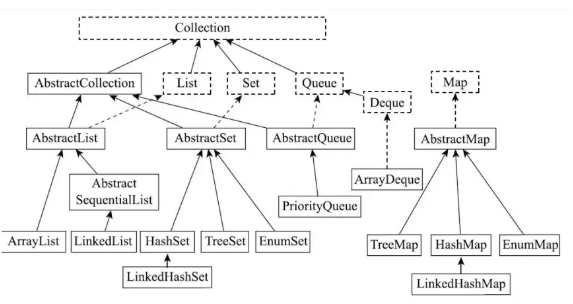 Collection
AbstractCollection
List
Set
Queue
Map
Deque
AbstractList
AbstractSet
AbstractQueue
AbstractMap
Abstract
SequentialList
ArrayDeque
PriorityQueue
ArrayList
LinkedList
HashSet
TreeSet
EnumSet
TreeMap
HashMap
EnumMap
LinkedHashSet
LinkedHashMap